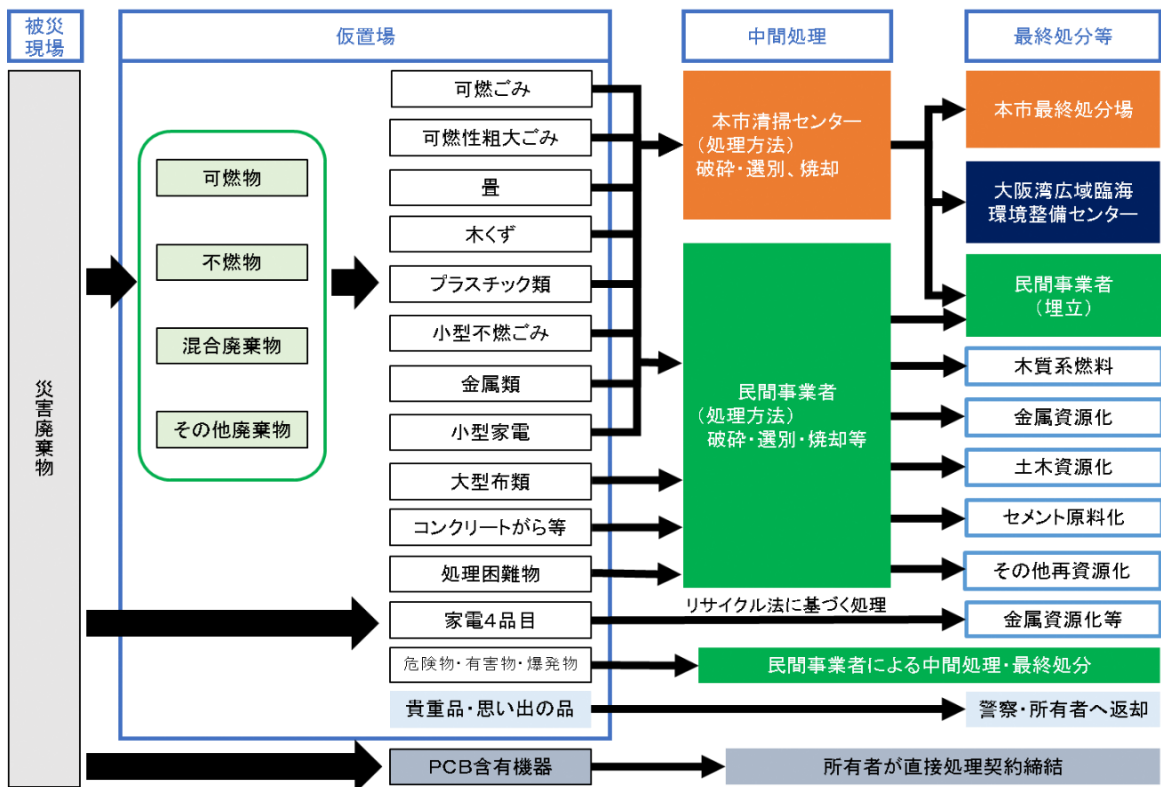 被災
現場
仮置場
中間処理
最終処分等
災害廃棄物
可燃物
不燃物
混合廃棄物
その他廃棄物
可燃ごみ
可燃性粗大ごみ
畳
木くず
プラスチック類
小型不燃ごみ
金属類
小型家電
大型布類
コンクリートがら等
処理困難物
家電4品目
危険物・有害物・爆発物
貴重品・思い出の品
PCB含有機器
本市清掃センター
(処理方法)
破砕・選別、焼却
民間事業者
(処理方法)
破砕・選別・焼却等
リサイクル法に基づく処理
本市最終処分場
大阪湾広域臨海
環境整備センター
民間事業者
(埋立)
木質系燃料
金属資源化
土木資源化
セメント原料化
その他再資源化
金属資源化等
民間事業者による中間処理・最終処分
警察・所有者へ返却
所有者が直接処理契約締結